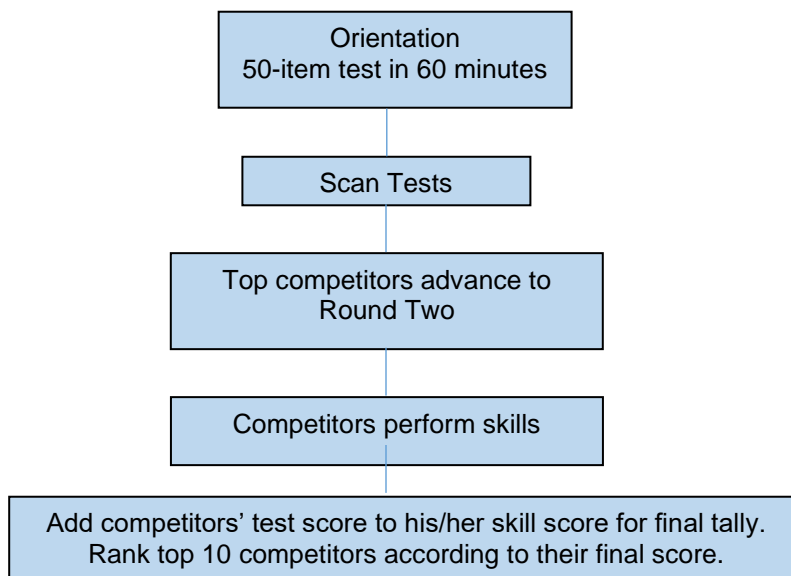 Orientation
50-item test in 60 minutes
Scan Tests
Top competitors advance to
Round Two
Competitors perform skills
Add competitors’ test score to his/her skill score for final tally.
Rank top 10 competitors according to their final score.